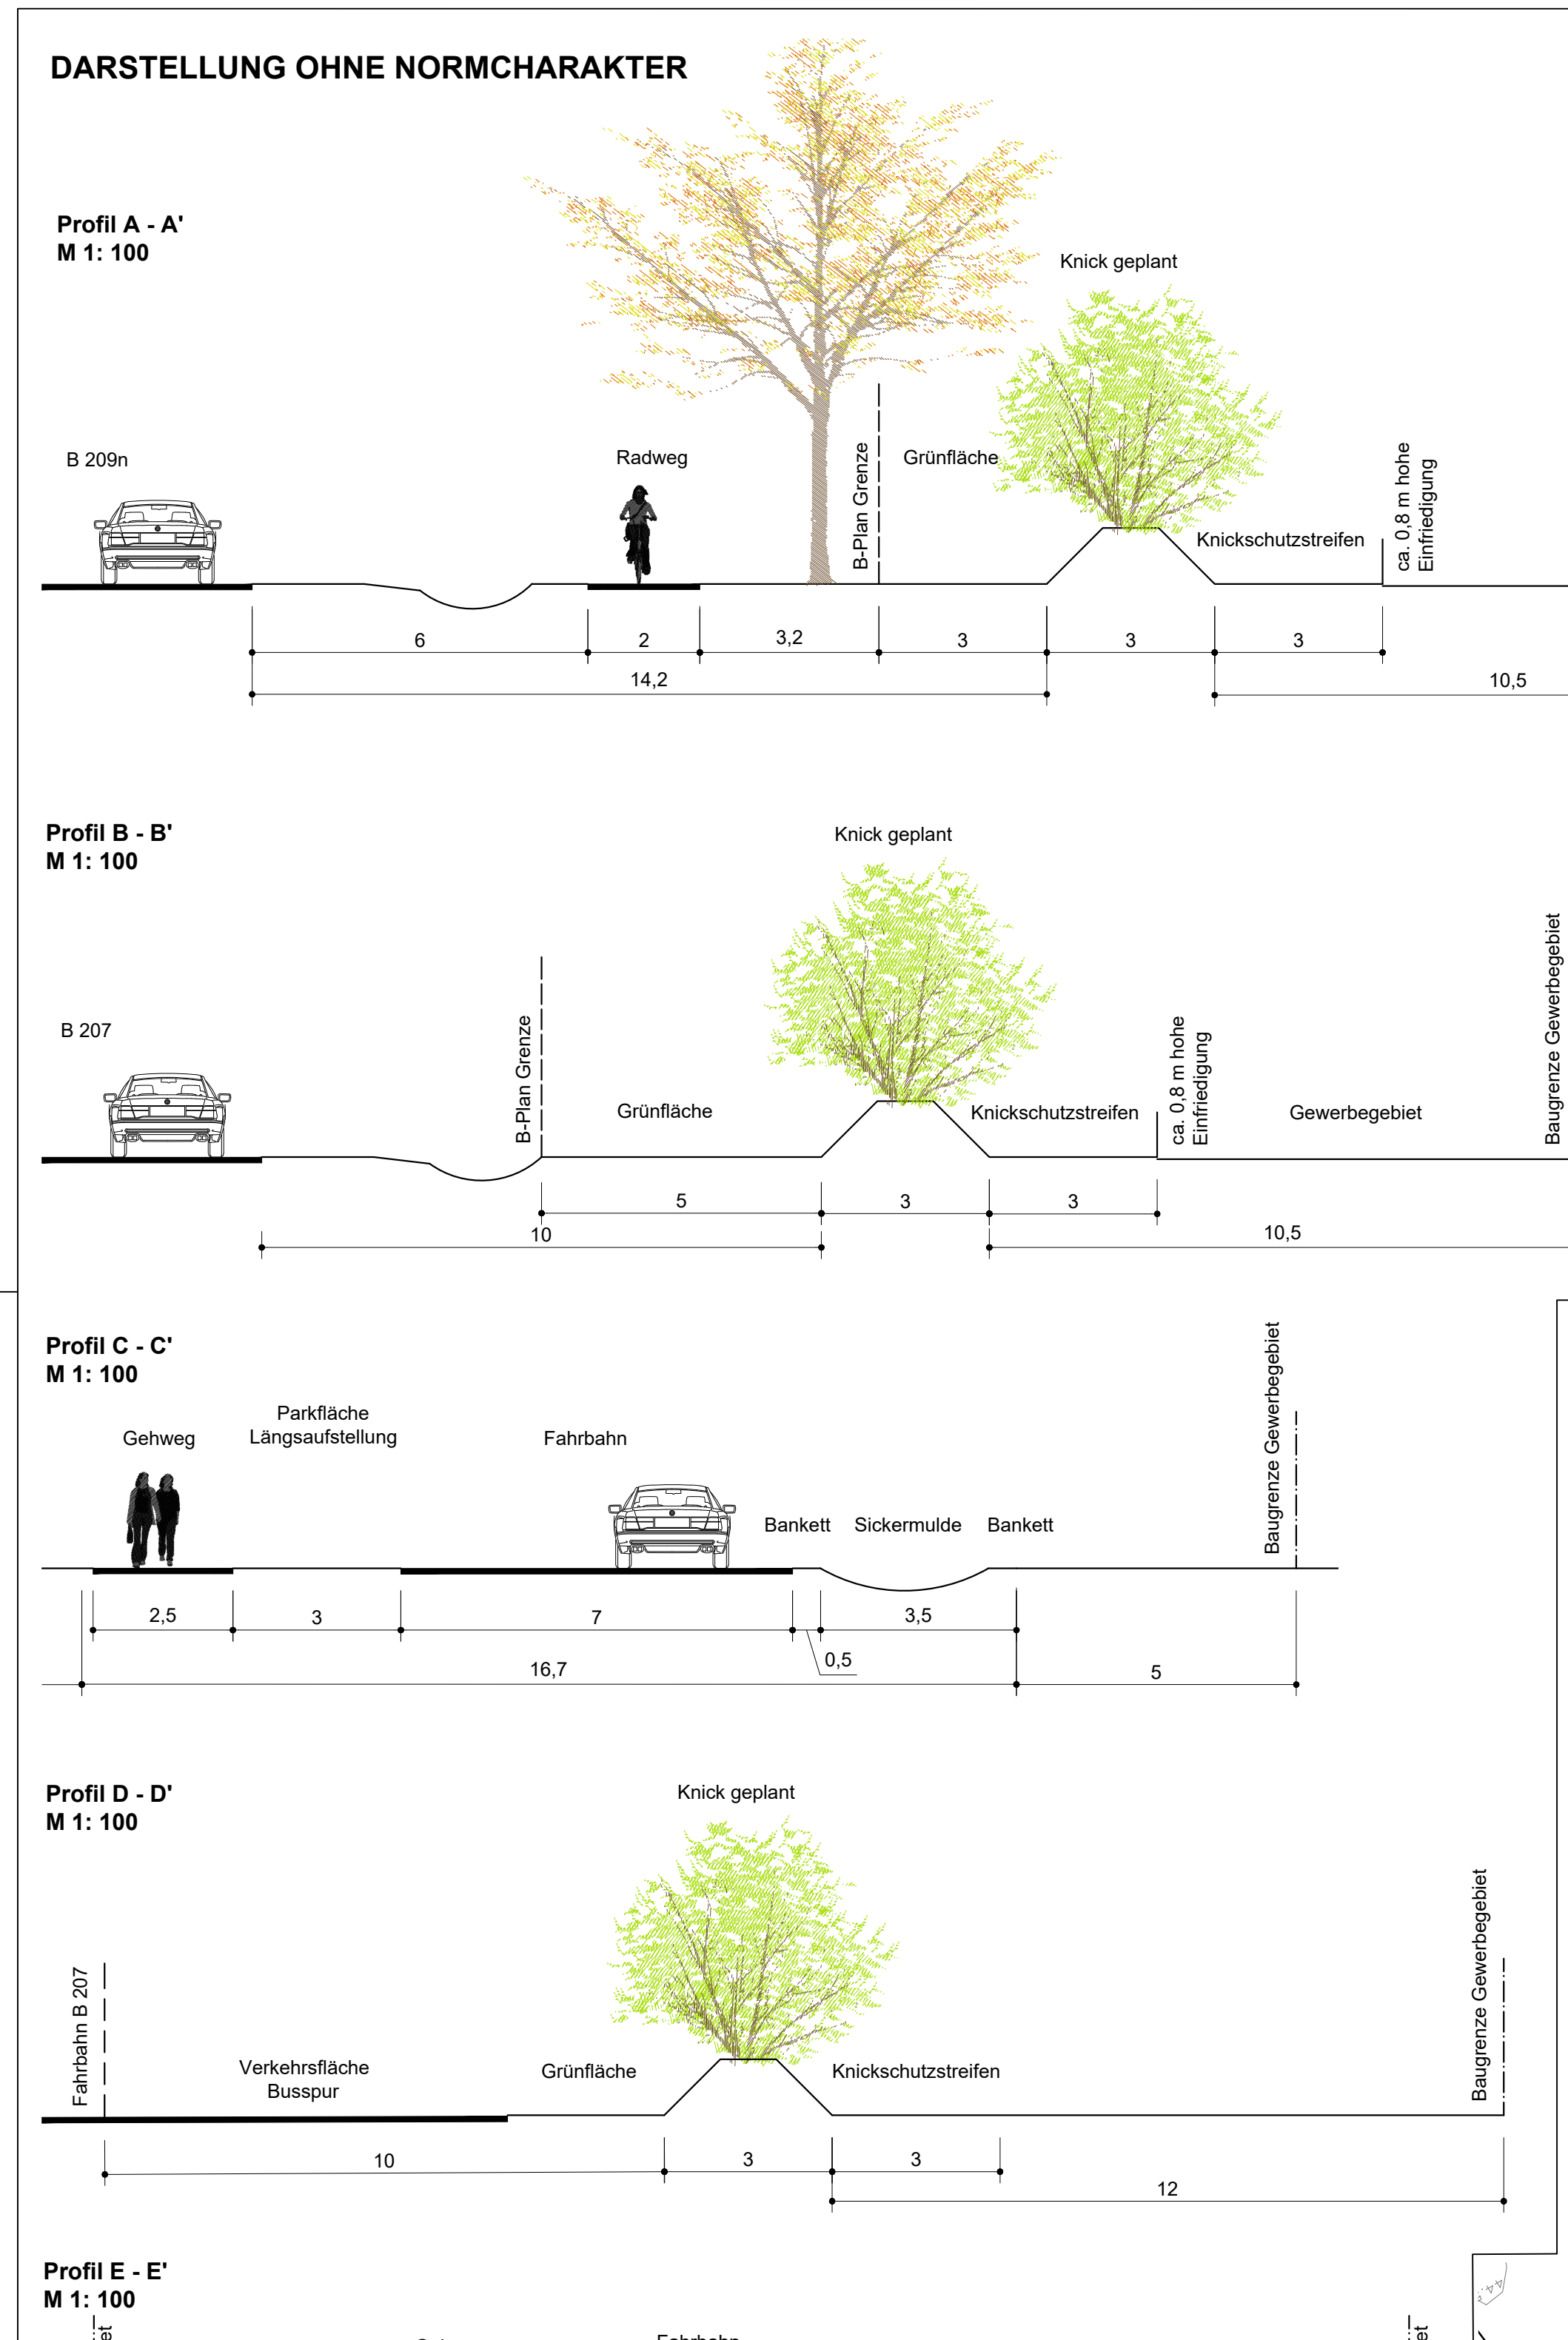 DARSTELLUNG OHNE NORMCHARAKTER
Profil A - A'
M 1: 100
Knick geplant
B 209n
Radweg
B-Plan Grenze
Grünfläche
Knickschutzstreifen
ca. 0,8 m hohe
Einfriedigung
6
2
3,2
3
3
3
14,2
10,5
Profil B - B'
M 1: 100
Knick geplant
B 207
B-Plan Grenze
Grünfläche
Knickschutzstreifen
ca. 0,8 m hohe
Einfriedigung
Gewerbegebiet
Baugrenze Gewerbegebiet
5
3
3
10
10,5
Profil C - C'
M 1: 100
Gehweg
Parkfläche
Längsaufstellung
Fahrbahn
Bankett
Sickermulde
Bankett
Baugrenze Gewerbegebiet
2,5
3
7
0,5
3,5
16,7
5
Profil D - D'
M 1: 100
Knick geplant
Fahrbahn B 207
Verkehrsfläche
Busspur
Grünfläche
Knickschutzstreifen
Baugrenze Gewerbegebiet
10
3
3
12
Profil E - E'
M 1: 100
et
Fahrbahn
et